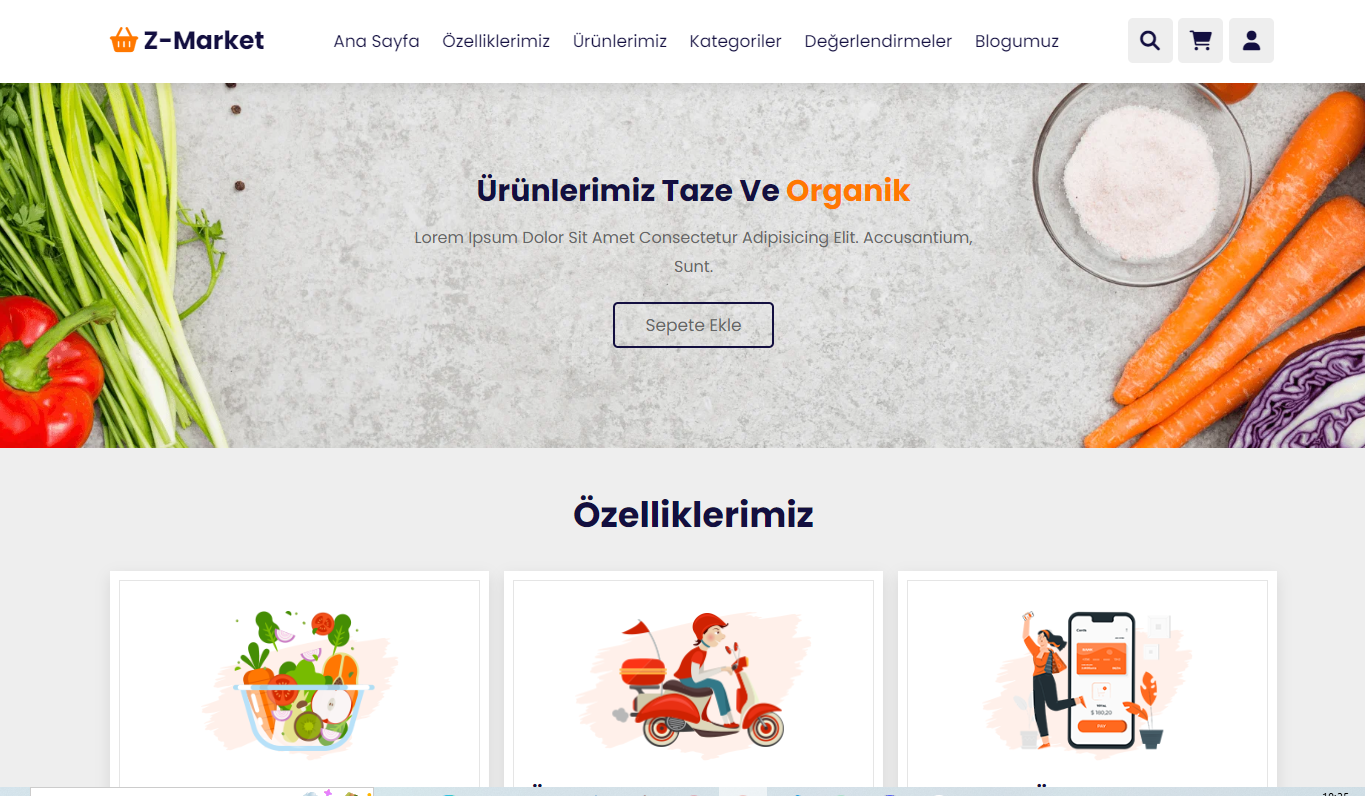 Z-Market
Ana Sayfa Özelliklerimiz Ürünlerimiz Kategoriler Değerlendirmeler Blogumuz
Ürünlerimiz Taze Ve Organik
Lorem Ipsum Dolor Sit Amet Consectetur Adipisicing Elit. Accusantium,
Sunt.
Sepete Ekle
Özelliklerimiz
$ 160,20
PAY